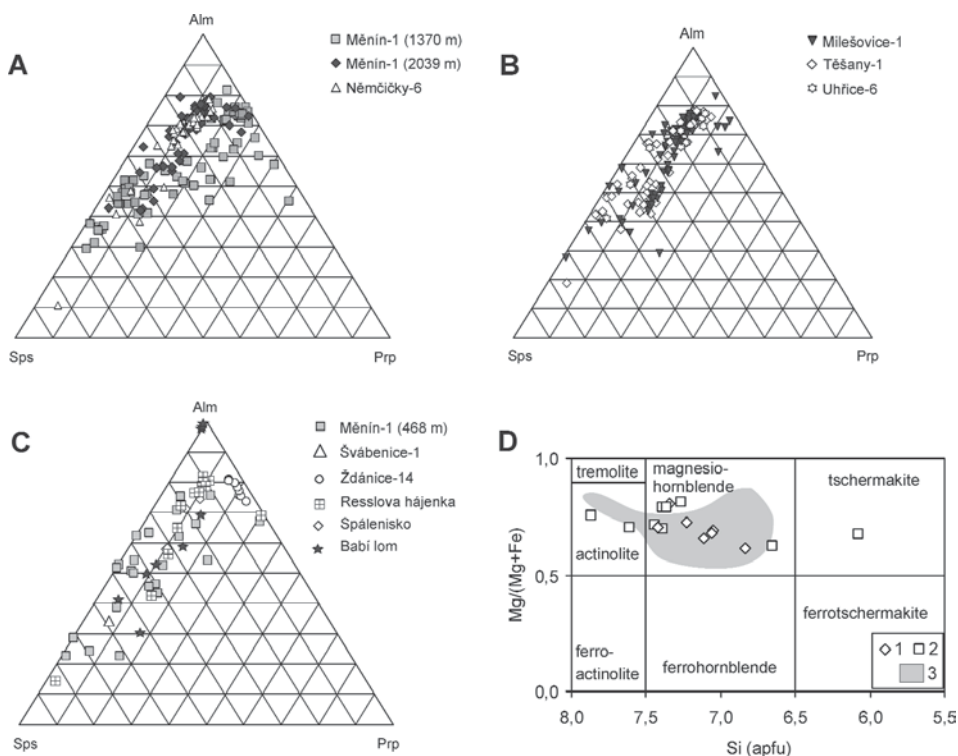 A
Alm
Měnín-1 (1370 m)
Měnín-1 (2039 m)
Němčičky-6
Sps
Prp
B
Alm
Milešovice-1
Těšany-1
Uhřice-6
Sps
Prp
C
Alm
Měnín-1 (468 m)
Švábenice-1
Ždánice-14
Resslova hájenka
Špálenisko
Babí lom
Sps
Prp
D
Mg/(Mg+Fe)
1,0
0,5
0,0
tremolite
magnesio-
hornblende
tschermakite
actinolite
ferrotschermakite
ferro-
actinolite
ferrohornblende
1 2
3
8,0 7,5 7,0 6,5 6,0 5,5
Si (apfu)